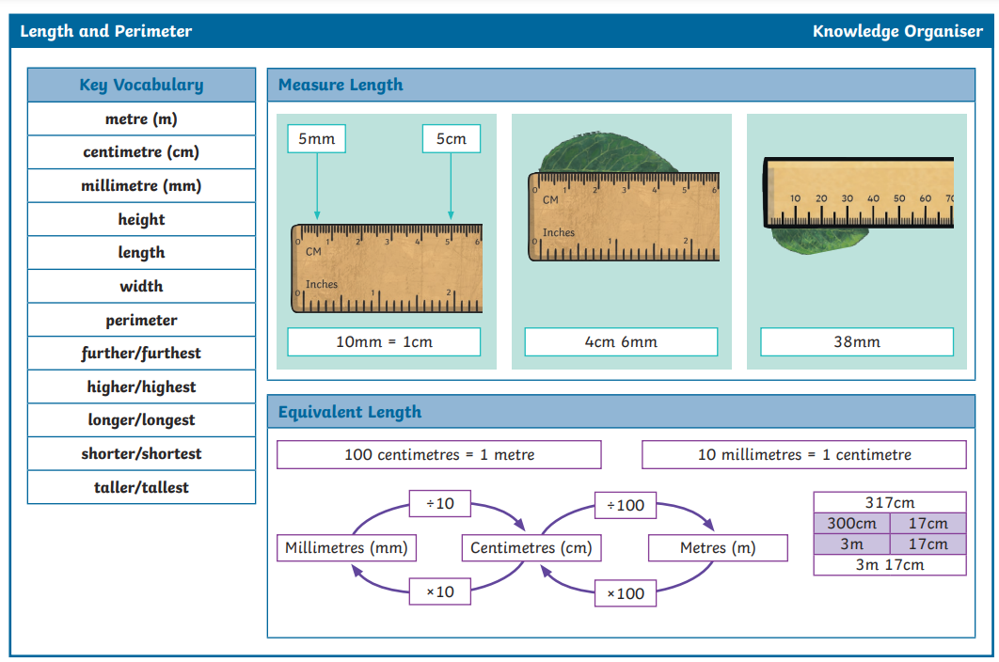 Length and Perimeter
Knowledge Organiser
Key Vocabulary
metre (m)
centimetre (cm)
millimetre (mm)
height
length
width
perimeter
further/furthest
higher/highest
longer/longest
shorter/shortest
taller/tallest
Measure Length
5mm
5cm
0 1 2 3 4 5 6
CM
Inches
0 1 2
10mm = 1cm
0 1 2 3 4 5 6
CM
Inches
0 1 2
4cm 6mm
10 20 30 40 50 60 70
38mm
Equivalent Length
100 centimetres = 1 metre
10 millimetres = 1 centimetre
÷10
÷100
Millimetres (mm)
Centimetres (cm)
Metres (m)
×10
×100
317cm
300cm 17cm
3m 17cm
3m 17cm